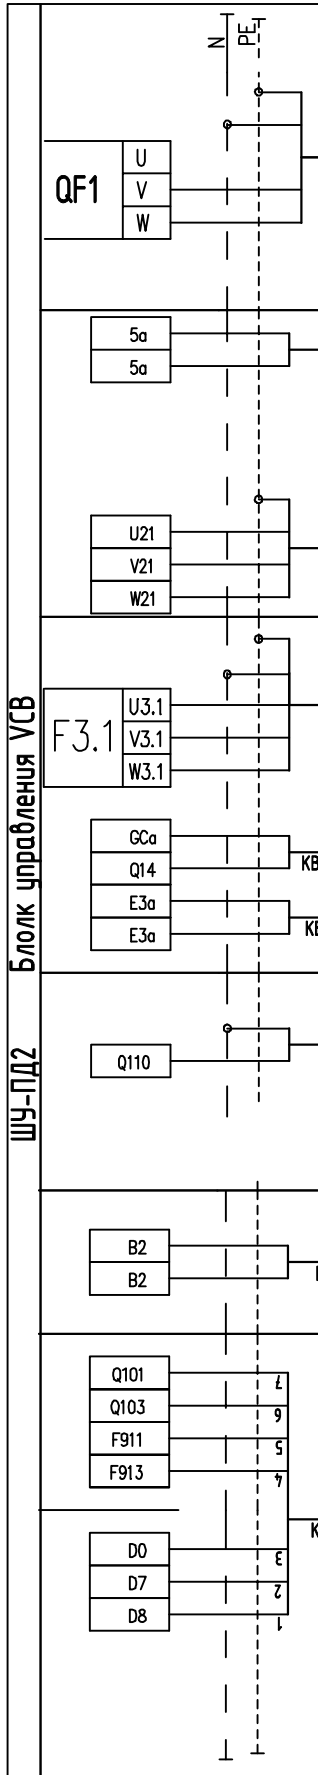 N
PE
QF1
U
V
W
5a
5a
U21
V21
W21
F3.1
U3.1
V3.1
W3.1
GCa
Q14
E3a
E3a
КВ
Q110
B2
B2
Q101
7
Q103
6
F911
5
F913
4
D0
3
D7
2
D8
1
ШУ-ПД2 Блолк управления VCB